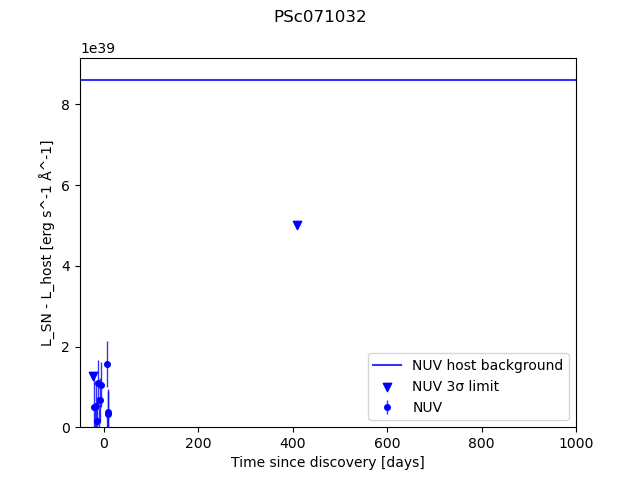 PSc071032
1e39
L_SN - L_host [erg s^-1 Å^-1]
8
6
4
2
0
NUV host background
NUV 3σ limit
NUV
0 200 400 600 800 1000
Time since discovery [days]